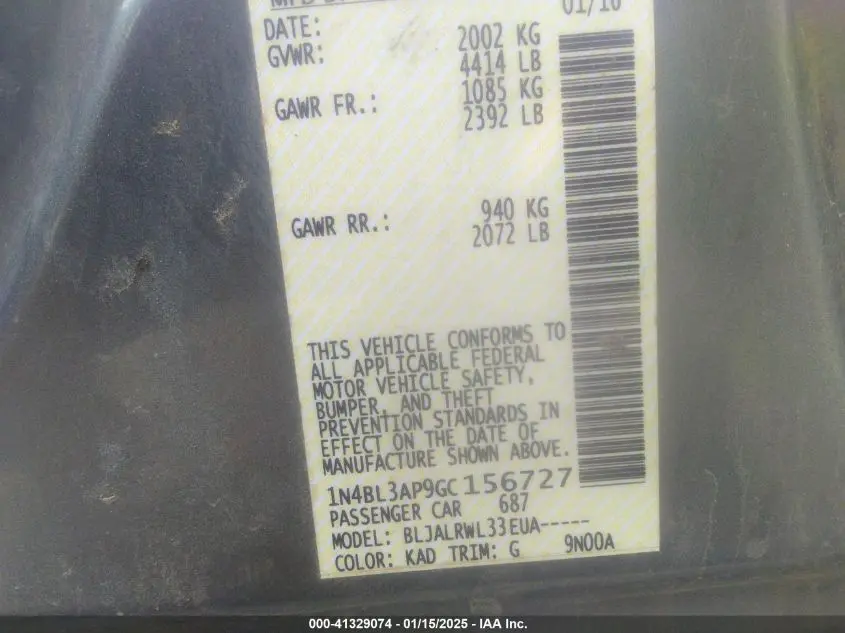 01/16
DATE:
GVWR: 2002 KG
4414 LB
GAWR FR.: 1085 KG
2392 LB
GAWR RR.: 940 KG
2072 LB
THIS VEHICLE CONFORMS TO
ALL APPLICABLE FEDERAL
MOTOR VEHICLE SAFETY,
BUMPER, AND THEFT
PREVENTION STANDARDS IN
EFFECT ON THE DATE OF
MANUFACTURE SHOWN ABOVE.
1N4BL3AP9GC156727
PASSENGER CAR 687
MODEL: BLJALRWL33EUA-----
COLOR: KAD TRIM: G 9N00A
000-41329074 - 01/15/2025 - IAA Inc.